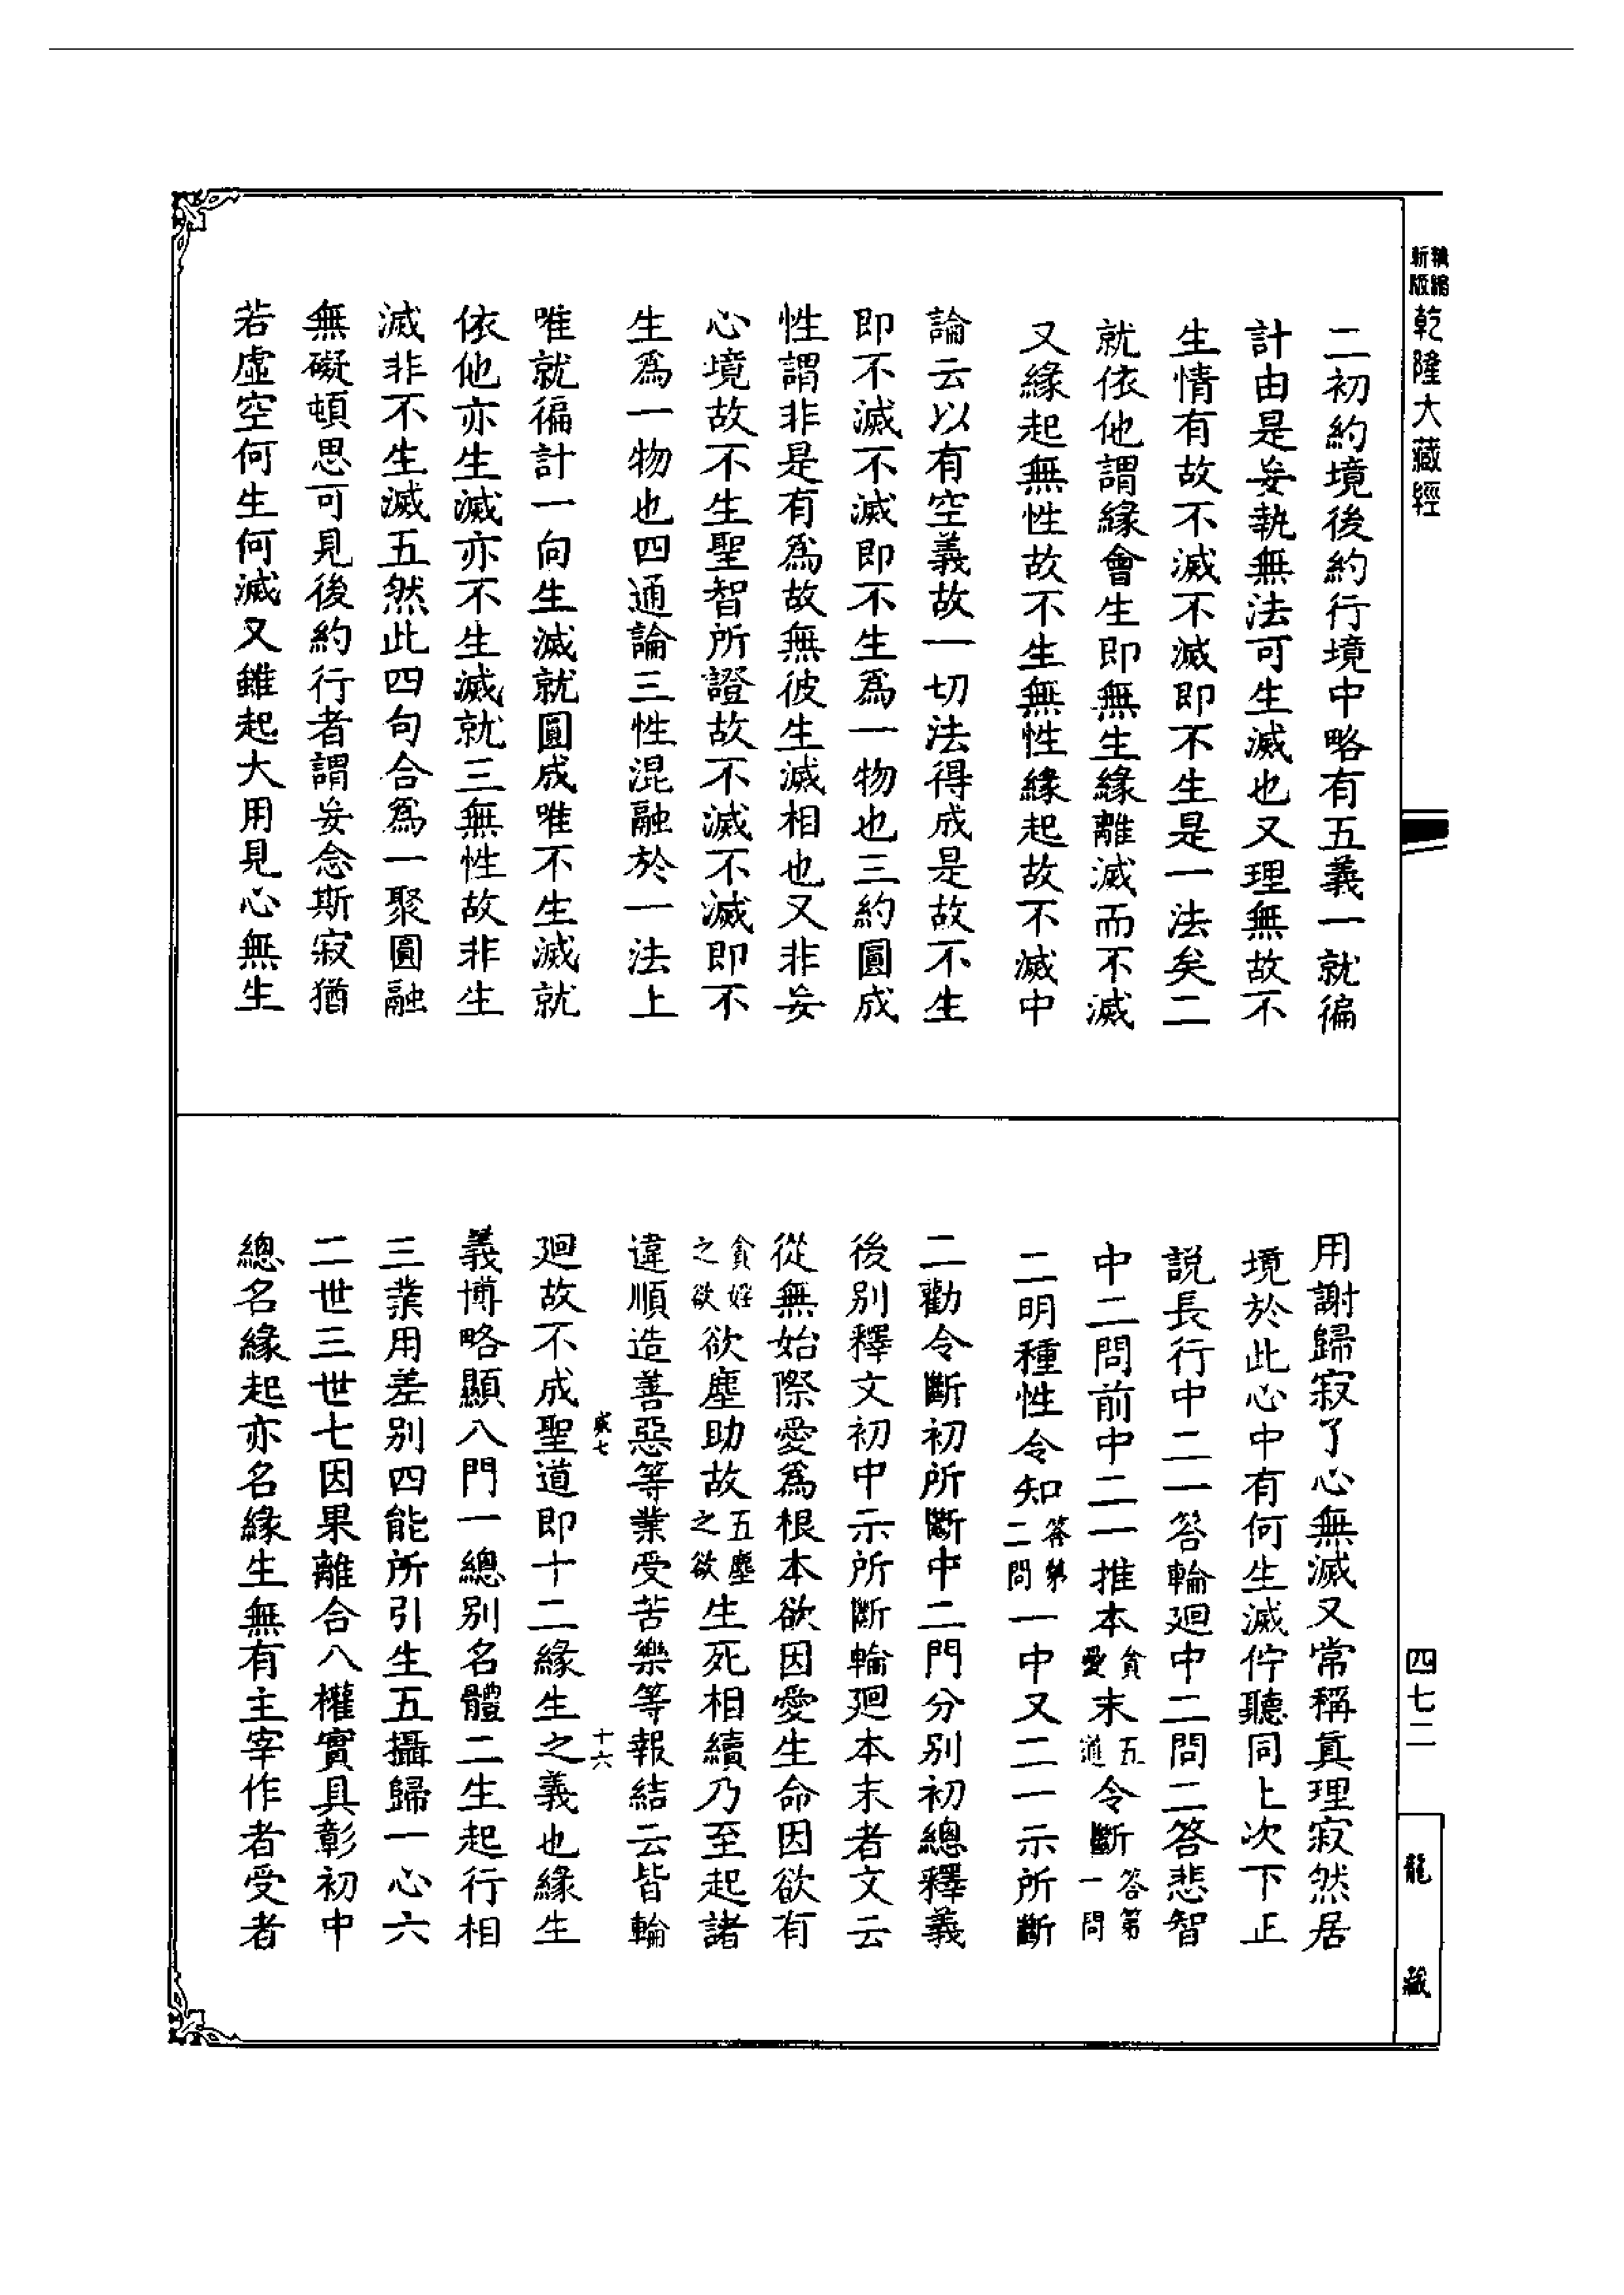 精縮新版乾隆大藏經
二初約境後約行境中略有五義一就徧
計由是妄執無法可生滅也又理無故不
生情有故不滅不滅即不生是一法矣二
就依他謂緣會生即無生緣離滅而不滅
又緣起無性故不生無性緣起故不滅中
論云以有空義故一切法得成是故不生
即不滅不滅即不生爲一物也三約圓成
性謂非是有爲故無彼生滅相也又非妄
心境故不生聖智所證故不滅不滅即不
生爲一物也四通論三性混融於一法上
唯就徧計一向生滅就圓成唯不生滅就
依他亦生滅亦不生滅就三無性故非生
滅非不生滅五然此四句合爲一聚圓融
無礙頓思可見後約行者謂妄念斯寂猶
若虛空何生何滅又雖起大用見心無生
用謝歸寂了心無滅又常稱真理寂然居
境於此心中有何生滅佇聽同上次下正
說長行中二一答輪廻中二問二答悲智
中二問前中二一推本貪愛末五道令斷答第一問
二明種性令知答第二問一中又二一示所斷
二勸令斷初所斷中二門分別初總釋義
後別釋文初中示所斷輪廻本末者文云
從無始際愛爲根本欲因愛生命因欲有
貪婬之欲欲塵助故五塵之欲生死相續乃至起諸
違順造善惡等業受苦樂等報結云皆輪
威七 十六
廻故不成聖道即十二緣生之義也緣生
義博略顯八門一總別名體二生起行相
三業用差別四能所引生五攝歸一心六
二世三世七因果離合八權實具彰初中
總名緣起亦名緣生無有主宰作者受者
四七二
龍藏